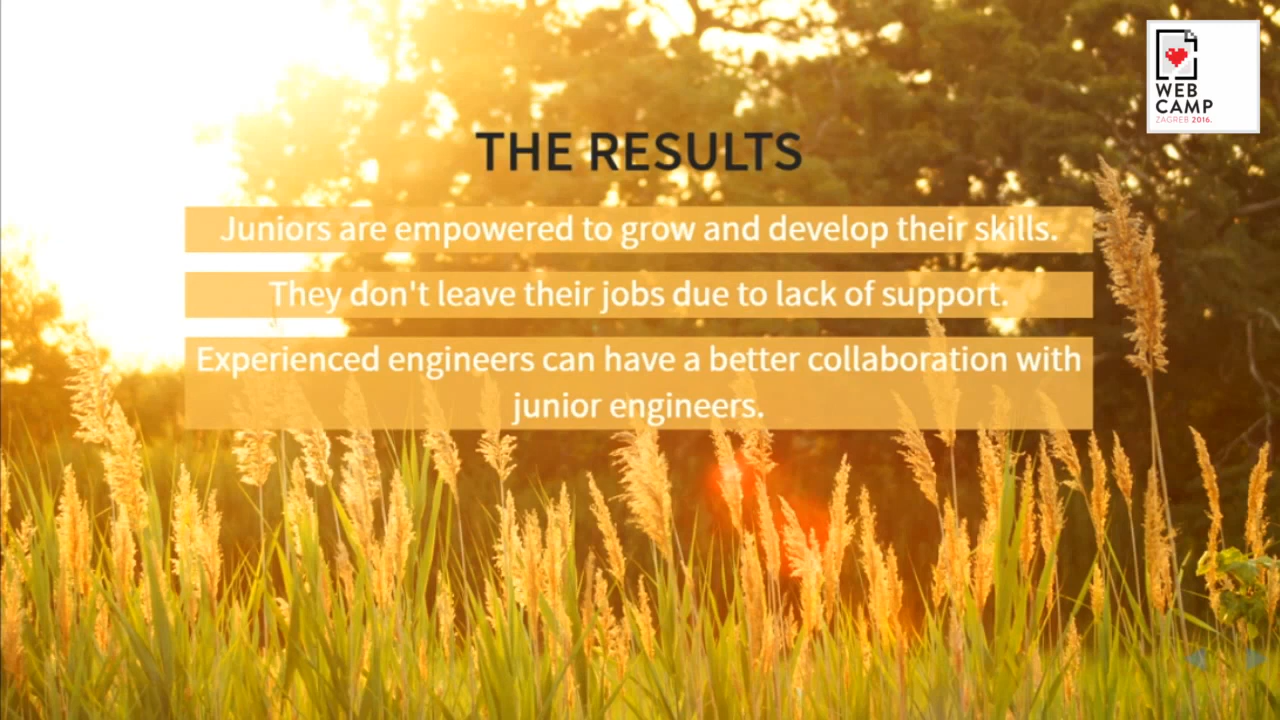 WEB
CAMP
ZAGREB 2016.
THE RESULTS
Juniors are empowered to grow and develop their skills.
They don't leave their jobs due to lack of support.
Experienced engineers can have a better collaboration with
junior engineers.